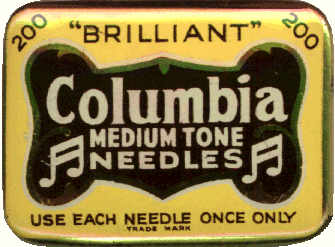 200 "BRILLIANT" 200
Columbia
MEDIUM TONE
NEEDLES
USE EACH NEEDLE ONCE ONLY
TRADE MARK